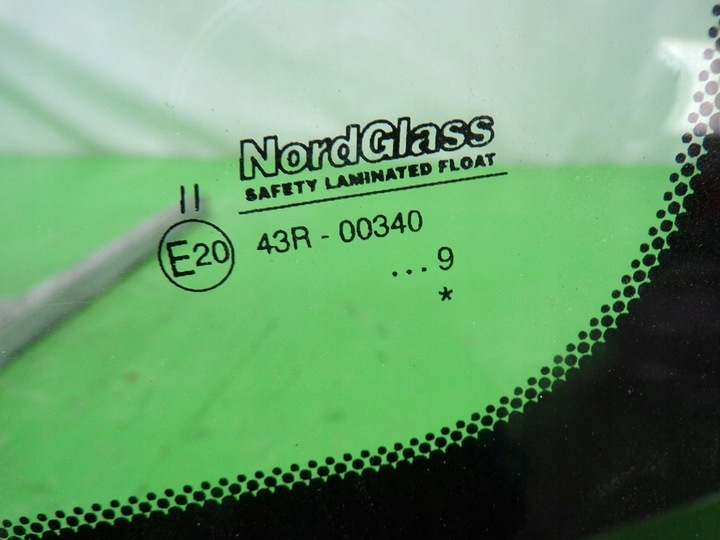 NordGlass
SAFETY LAMINATED FLOAT
II
E20
43R - 00340
...9
*